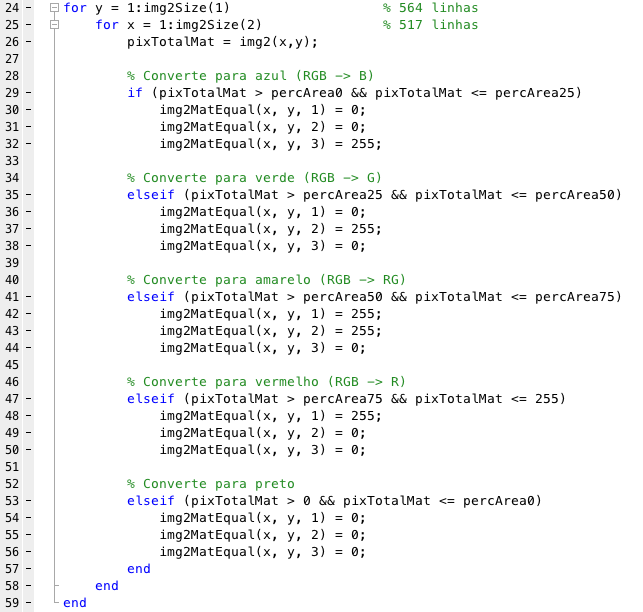 24 - for y = 1:img2Size(1) % 564 linhas
25 - for x = 1:img2Size(2) % 517 linhas
26 - pixTotalMat = img2(x,y);
27
28 % Converte para azul (RGB -> B)
29 - if (pixTotalMat > percArea0 && pixTotalMat <= percArea25)
30 - img2MatEqual(x, y, 1) = 0;
31 - img2MatEqual(x, y, 2) = 0;
32 - img2MatEqual(x, y, 3) = 255;
33
34 % Converte para verde (RGB -> G)
35 - elseif (pixTotalMat > percArea25 && pixTotalMat <= percArea50)
36 - img2MatEqual(x, y, 1) = 0;
37 - img2MatEqual(x, y, 2) = 255;
38 - img2MatEqual(x, y, 3) = 0;
39
40 % Converte para amarelo (RGB -> RG)
41 - elseif (pixTotalMat > percArea50 && pixTotalMat <= percArea75)
42 - img2MatEqual(x, y, 1) = 255;
43 - img2MatEqual(x, y, 2) = 255;
44 - img2MatEqual(x, y, 3) = 0;
45
46 % Converte para vermelho (RGB -> R)
47 - elseif (pixTotalMat > percArea75 && pixTotalMat <= 255)
48 - img2MatEqual(x, y, 1) = 255;
49 - img2MatEqual(x, y, 2) = 0;
50 - img2MatEqual(x, y, 3) = 0;
51
52 % Converte para preto
53 - elseif (pixTotalMat > 0 && pixTotalMat <= percArea0)
54 - img2MatEqual(x, y, 1) = 0;
55 - img2MatEqual(x, y, 2) = 0;
56 - img2MatEqual(x, y, 3) = 0;
57 - end
58 - end
59 - end